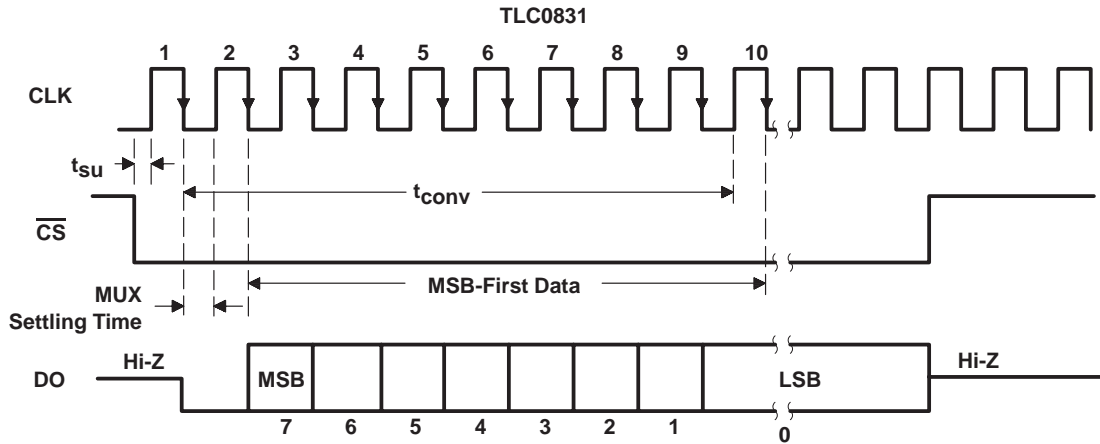 TLC0831
1 2 3 4 5 6 7 8 9 10
CLK
tsu
tconv
CS
MSB-First Data
MUX
Settling Time
Hi-Z
Hi-Z
DO
MSB
LSB
7 6 5 4 3 2 1 0